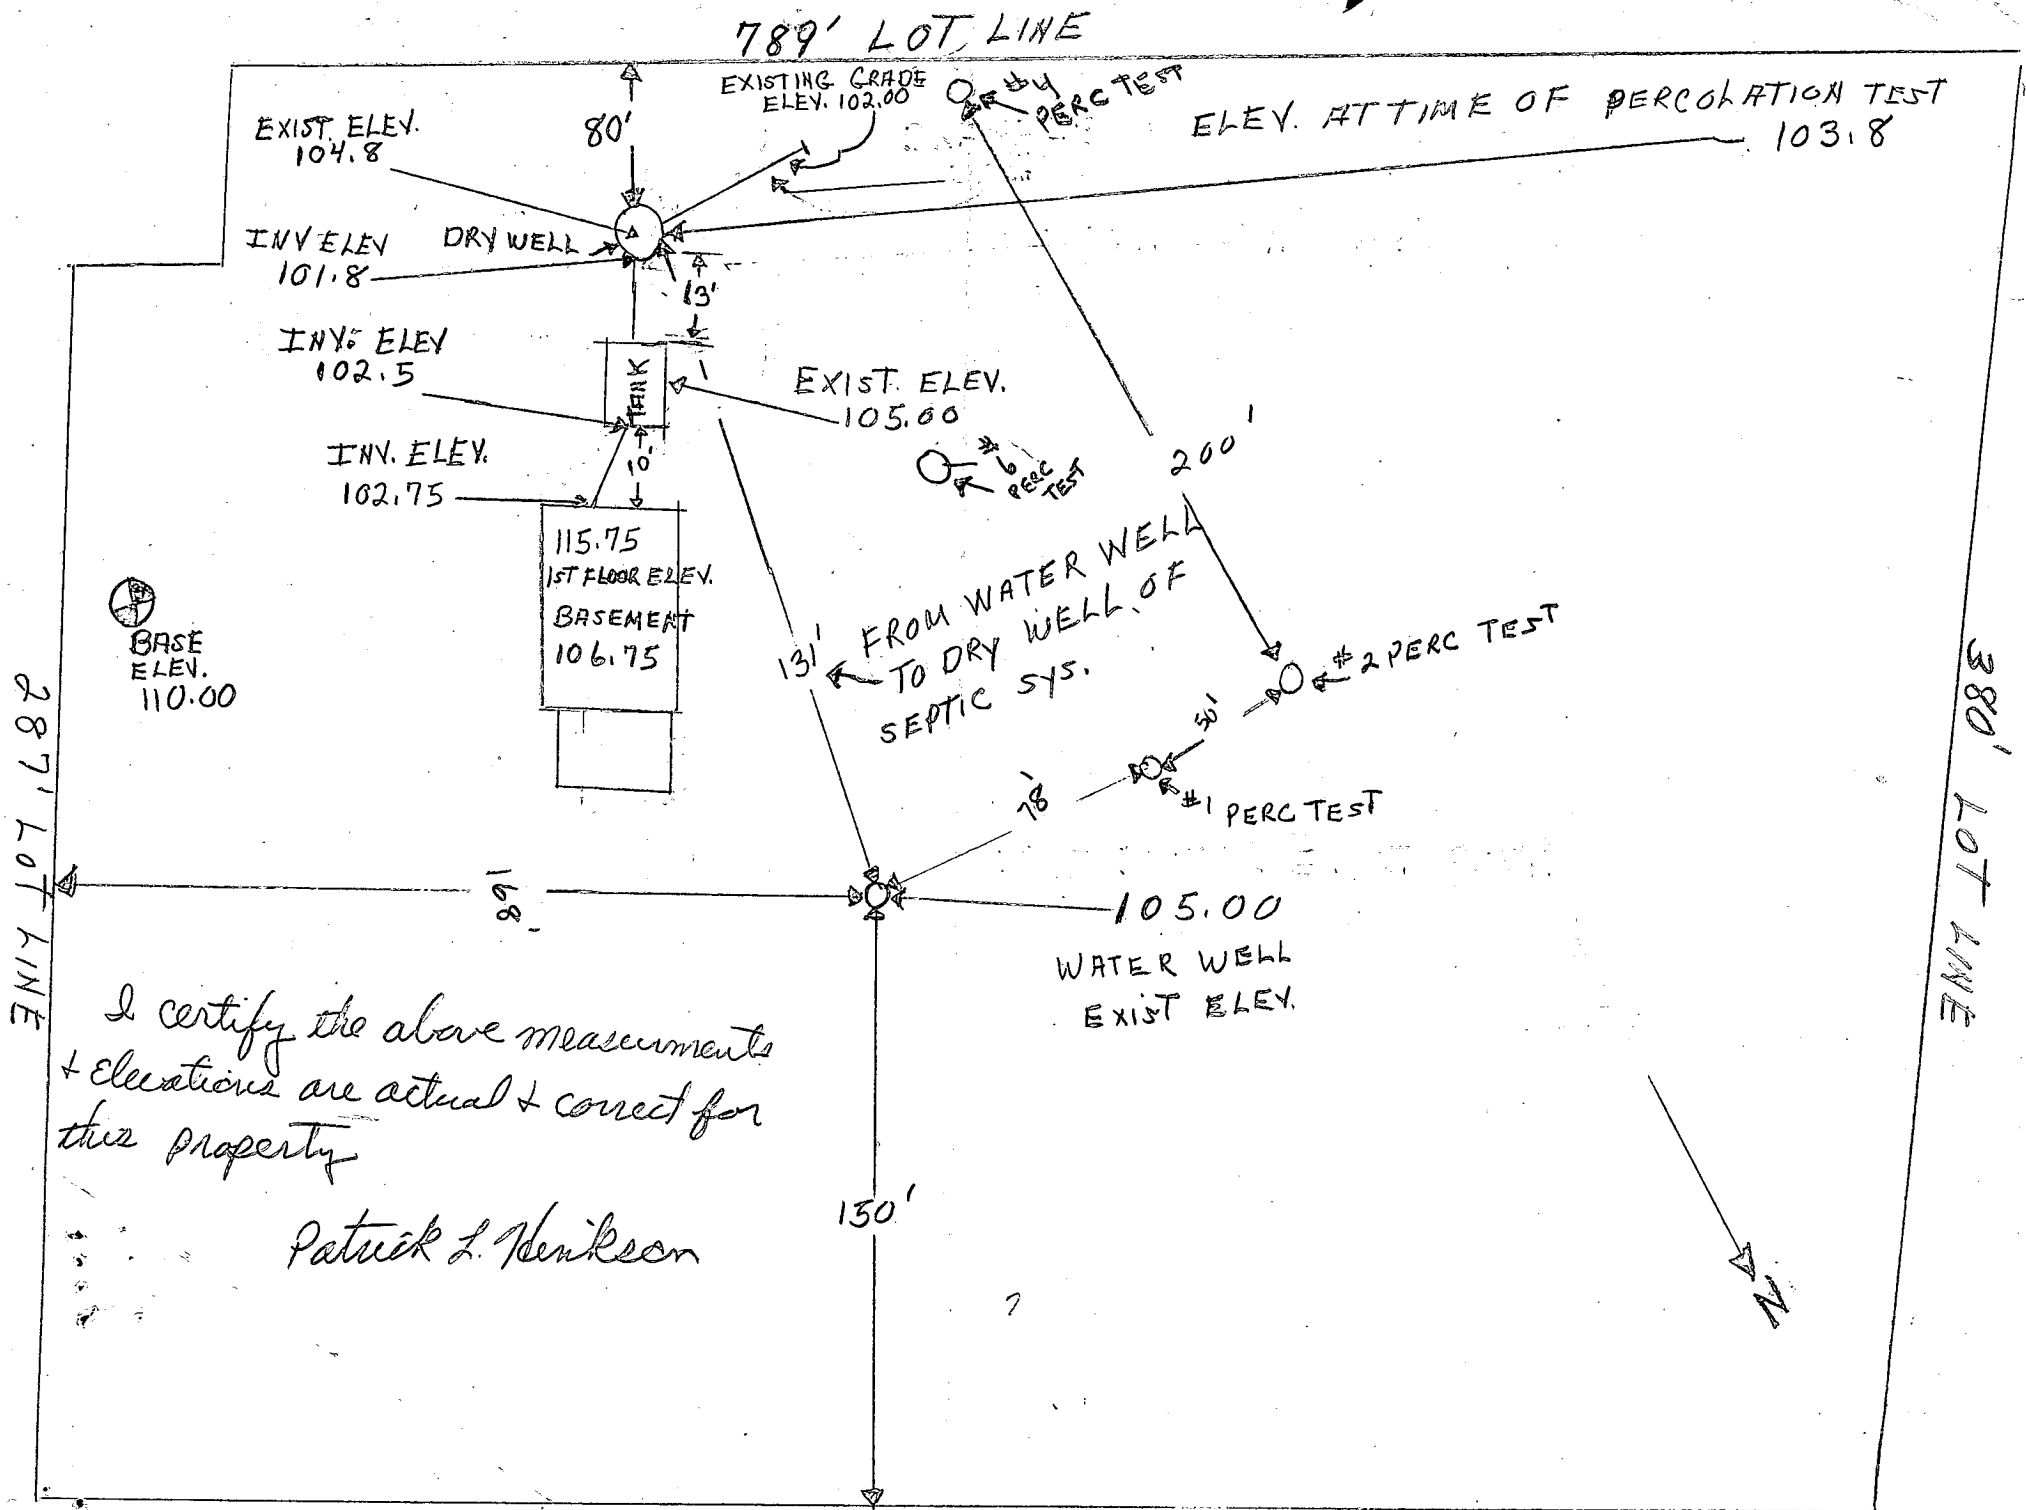 789' LOT LINE
EXISTING GRADE
ELEV. 102.00
#4
PERC TEST
ELEV. AT TIME OF PERCOLATION TEST
103.8
EXIST. ELEV.
104.8
80'
INV ELEV
101.8
DRY WELL
13'
INV. ELEV
102.5
TANK
EXIST. ELEV.
105.00
INV. ELEV.
102.75
10'
#6
PERC
TEST
200'
115.75
1ST FLOOR ELEV.
BASEMENT
106.75
BASE
ELEV.
110.00
131'
FROM WATER WELL
TO DRY WELL OF
SEPTIC SYS.
#2 PERC TEST
50'
78'
#1 PERC TEST
287' LOT LINE
380' LOT LINE
105.00
WATER WELL
EXIST ELEV.
I certify the above measurments
+ Elevations are actual + correct for
this property
Patrick L. Henikson
150'
N